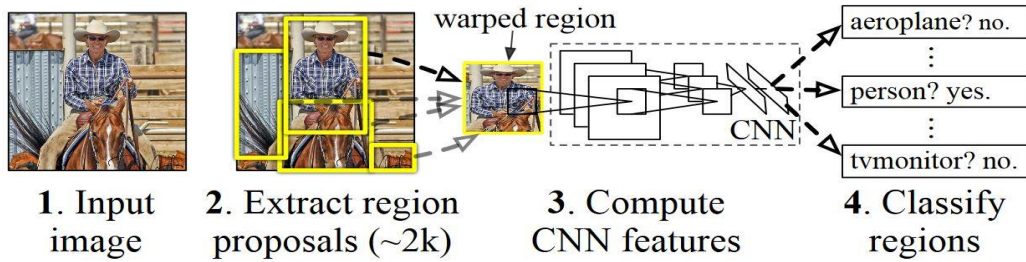 warped region
aeroplane? no.
person? yes.
CNN
tvmonitor? no.
1. Input
image
2. Extract region
proposals (~2k)
3. Compute
CNN features
4. Classify
regions